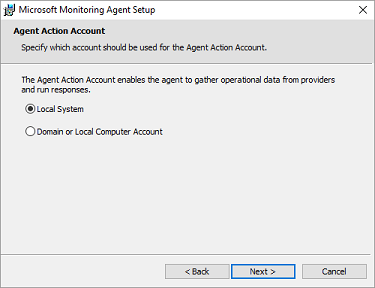 Microsoft Monitoring Agent Setup
Agent Action Account
Specify which account should be used for the Agent Action Account.
The Agent Action Account enables the agent to gather operational data from providers
and run responses.
Local System
Domain or Local Computer Account
< Back
Next >
Cancel